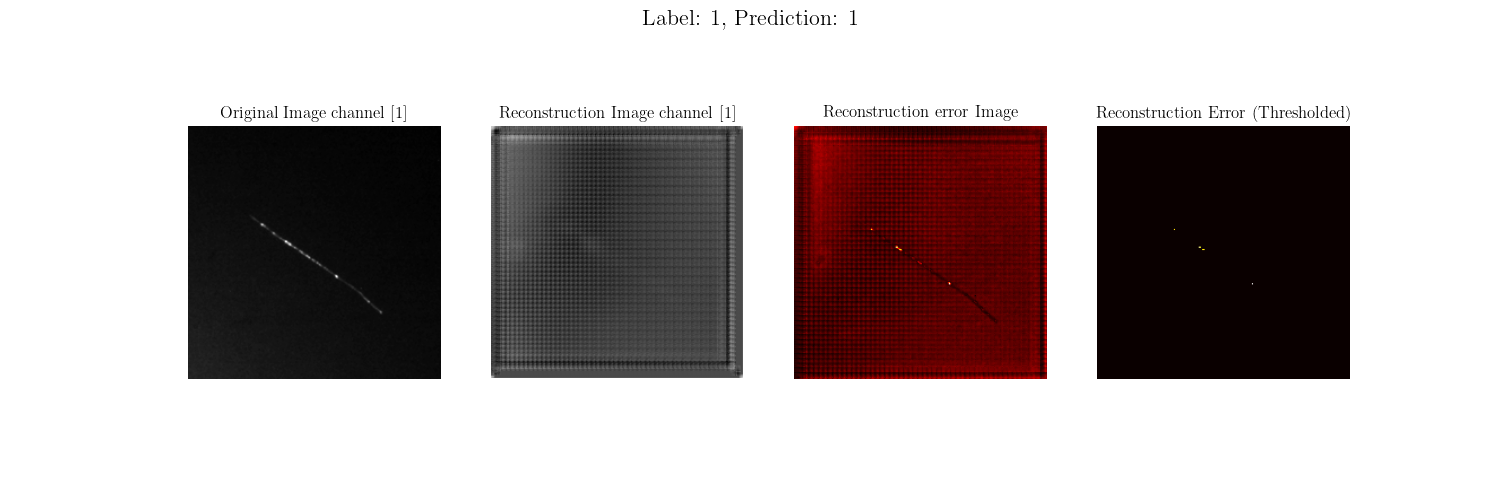 Label: 1, Prediction: 1
Original Image channel [1]
Reconstruction Image channel [1]
Reconstruction error Image
Reconstruction Error (Thresholded)